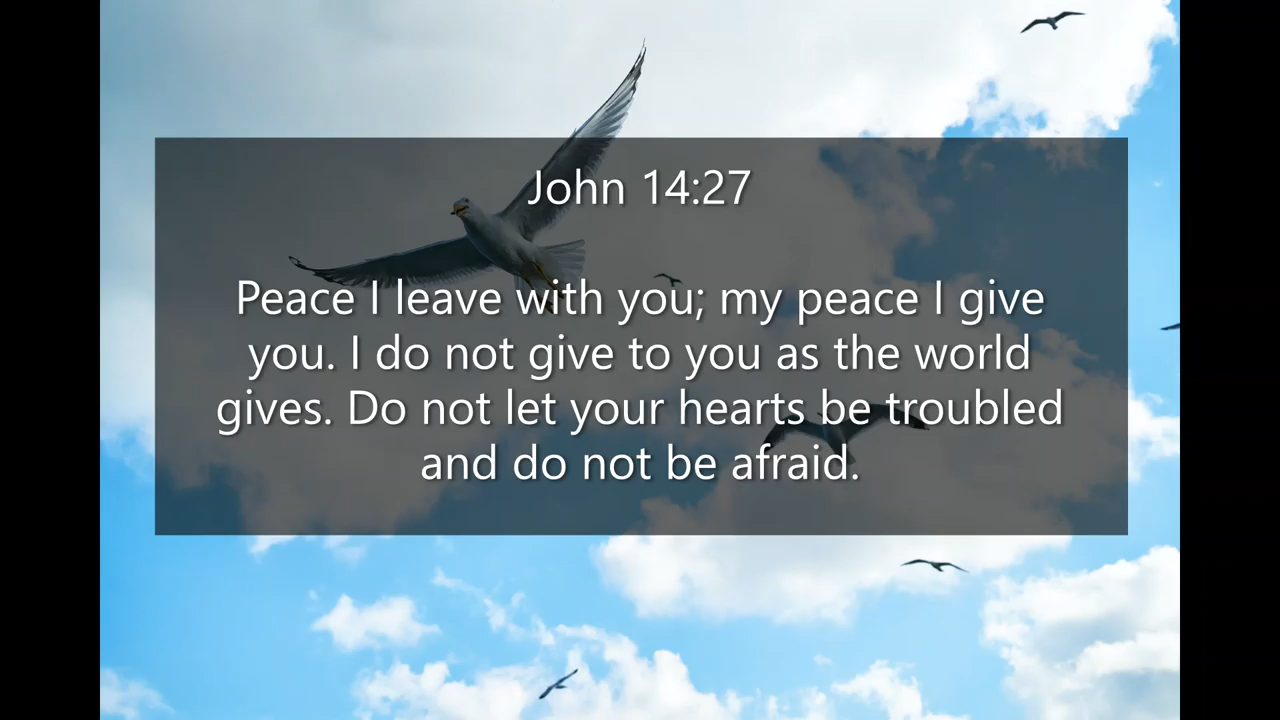 John 14:27
Peace I leave with you; my peace I give
you. I do not give to you as the world
gives. Do not let your hearts be troubled
and do not be afraid.